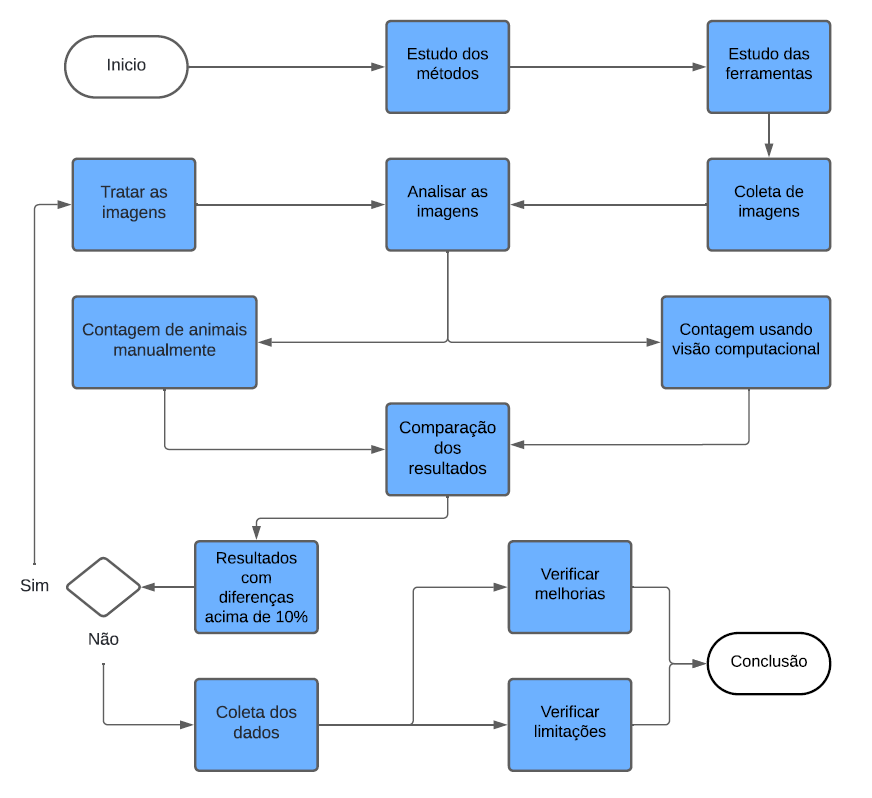 Inicio
Estudo dos
métodos
Estudo das
ferramentas
Tratar as
imagens
Analisar as
imagens
Coleta de
imagens
Contagem de animais
manualmente
Contagem usando
visão computacional
Comparação
dos
resultados
Sim
Resultados
com
diferenças
acima de 10%
Não
Verificar
melhorias
Conclusão
Coleta dos
dados
Verificar
limitações